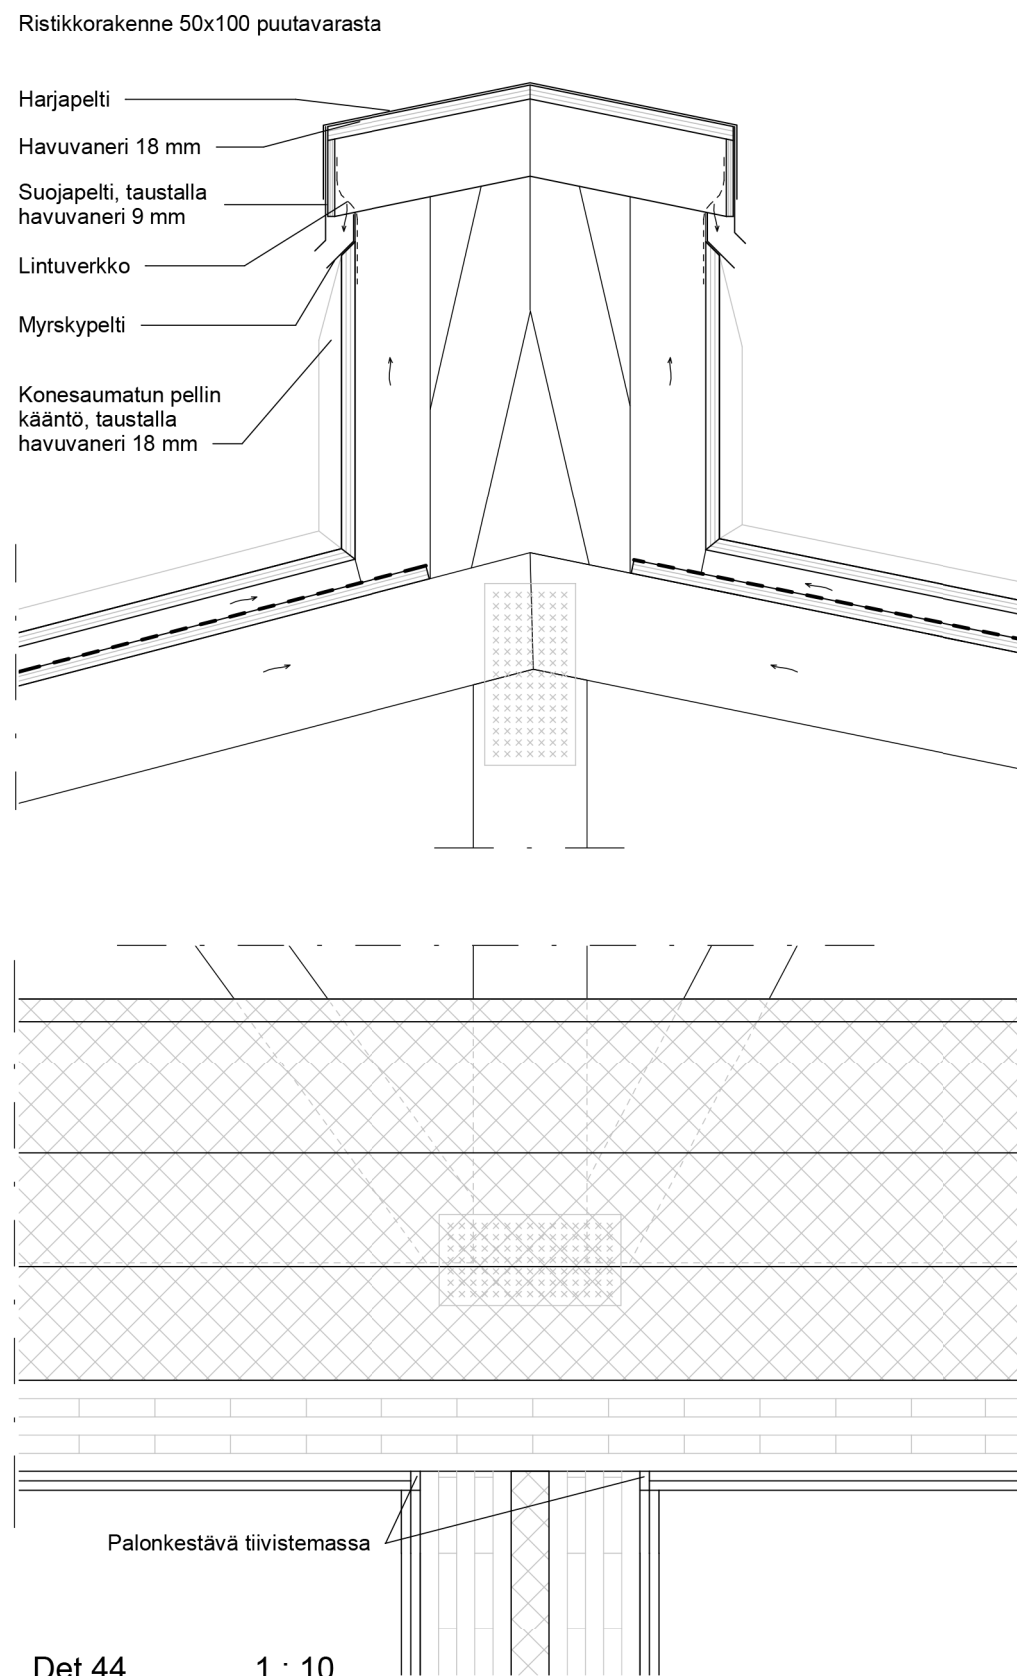 Ristikkorakenne 50x100 puutavarasta
Harjapelti
Havuvaneri 18 mm
Suojapelti, taustalla
havuvaneri 9 mm
Lintuverkko
Myrskypelti
Konesaumatun pellin
kääntö, taustalla
havuvaneri 18 mm
Palonkestävä tiivistemassa
Det 44 1 : 10